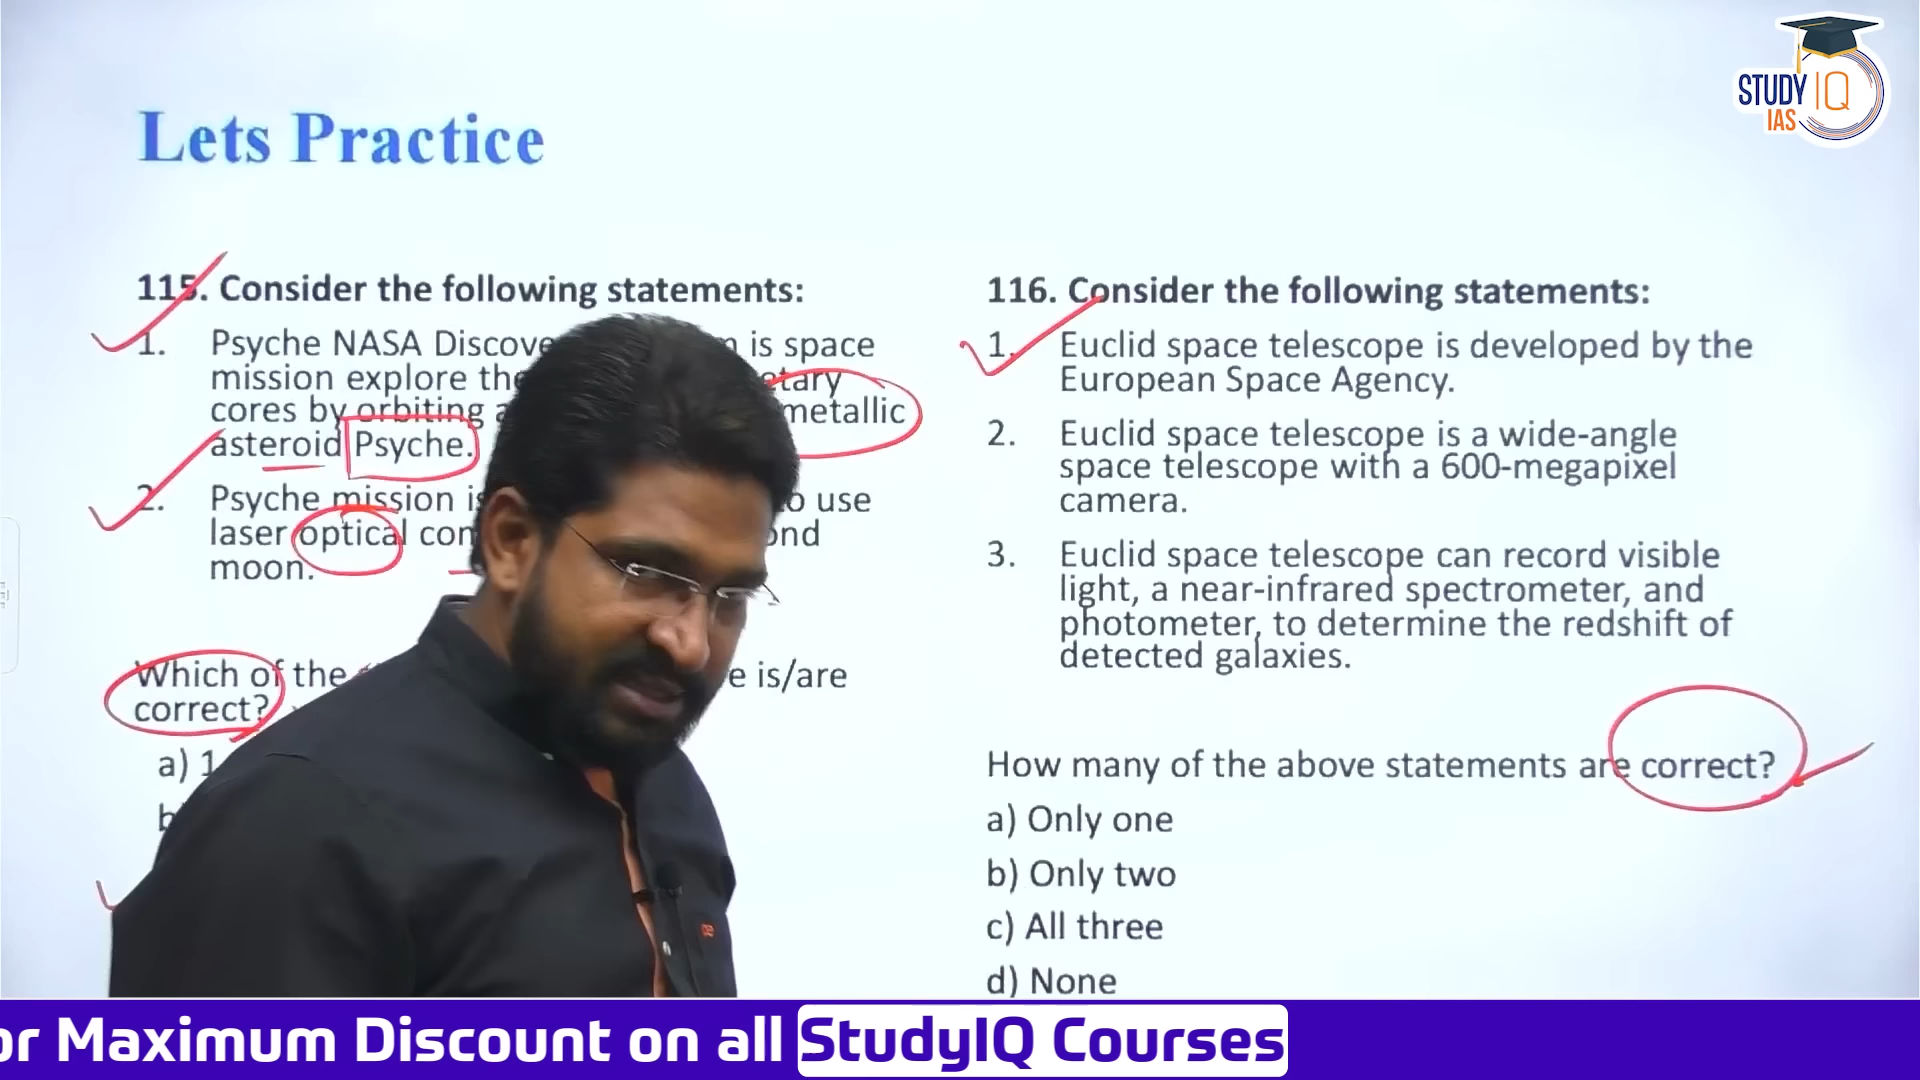 STUDY IQ
IAS
Lets Practice
115. Consider the following statements:
1. Psyche NASA is space
mission explore
cores by orbiting metallic
asteroid Psyche.
2. Psyche mission use
laser optical
moon.
Which of the is/are
correct?
a) 1
116. Consider the following statements:
1. Euclid space telescope is developed by the
European Space Agency.
2. Euclid space telescope is a wide-angle
space telescope with a 600-megapixel
camera.
3. Euclid space telescope can record visible
light, a near-infrared spectrometer, and
photometer, to determine the redshift of
detected galaxies.
How many of the above statements are correct?
a) Only one
b) Only two
c) All three
d) None
Maximum Discount on all StudyIQ Courses